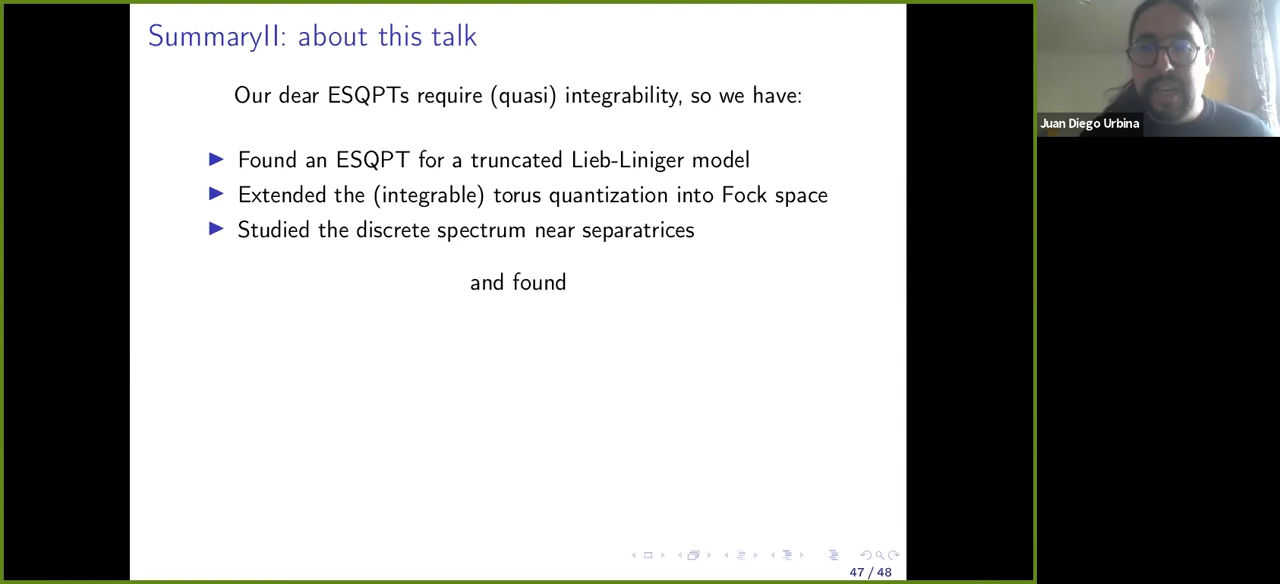 SummaryII: about this talk
Our dear ESQPTs require (quasi) integrability, so we have:
Found an ESQPT for a truncated Lieb-Liniger model
Extended the (integrable) torus quantization into Fock space
Studied the discrete spectrum near separatrices
and found
47 / 48
Juan Diego Urbina